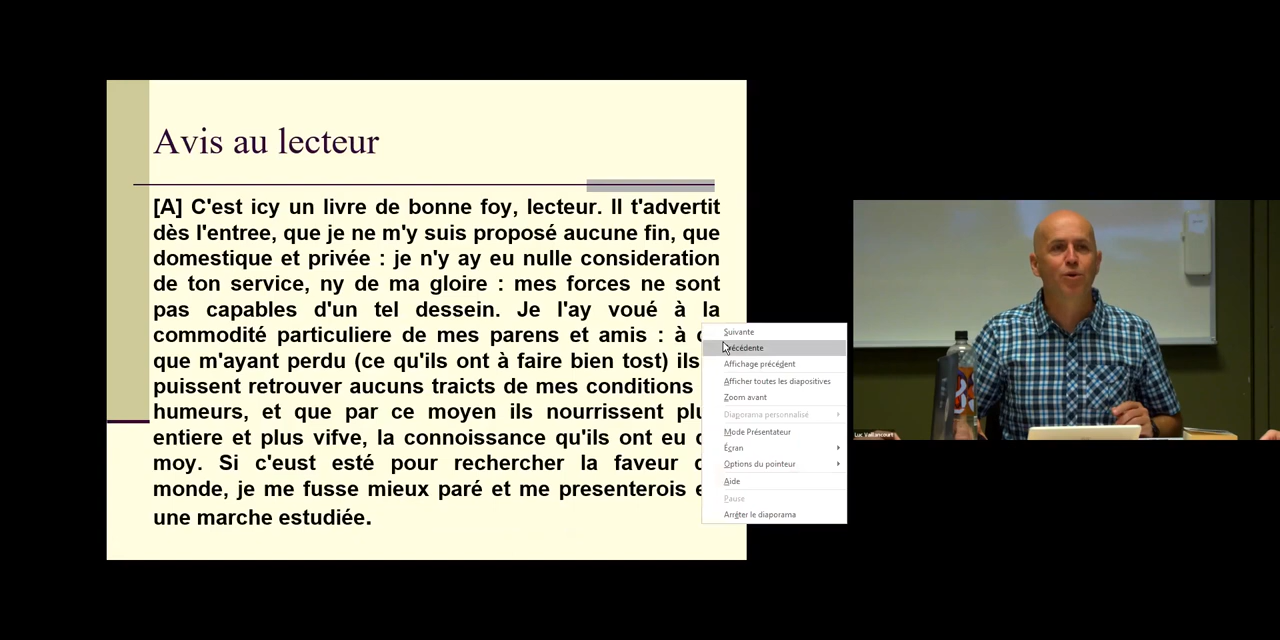 Avis au lecteur
[A] C'est icy un livre de bonne foy, lecteur. Il t'advertit
dès l'entree, que je ne m'y suis proposé aucune fin, que
domestique et privée : je n'y ay eu nulle consideration
de ton service, ny de ma gloire : mes forces ne sont
pas capables d'un tel dessein. Je l'ay voué à la
commodité particuliere de mes parens et amis : à
que m'ayant perdu (ce qu'ils ont à faire bien tost) ils
puissent retrouver aucuns traicts de mes conditions
humeurs, et que par ce moyen ils nourrissent
entiere et plus vifve, la connoissance qu'ils ont eu
moy. Si c'eust esté pour rechercher la faveur
monde, je me fusse mieux paré et me presenterois
une marche estudiée.
Suivante
Précédente
Affichage précédent
Afficher toutes les diapositives
Zoom avant
Diaporama personnalisé
Mode Présentateur
Écran
Options du pointeur
Aide
Pause
Arrêter le diaporama
Luc Vaillancourt